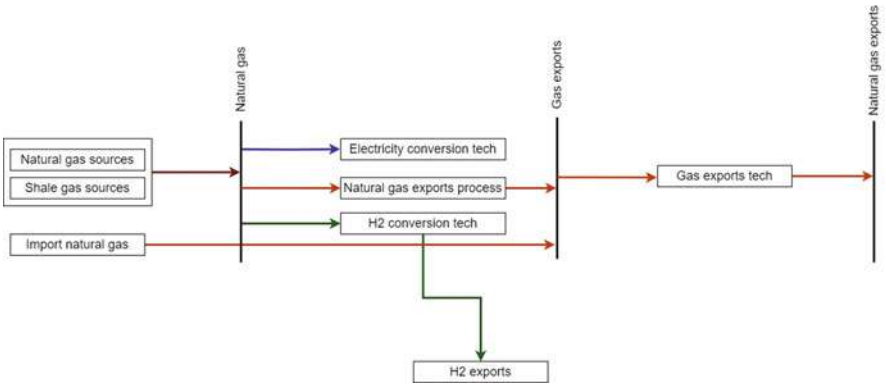 Natural gas
Gas exports
Natural gas exports
Natural gas sources
Shale gas sources
Import natural gas
Electricity conversion tech
Natural gas exports process
H2 conversion tech
Gas exports tech
H2 exports